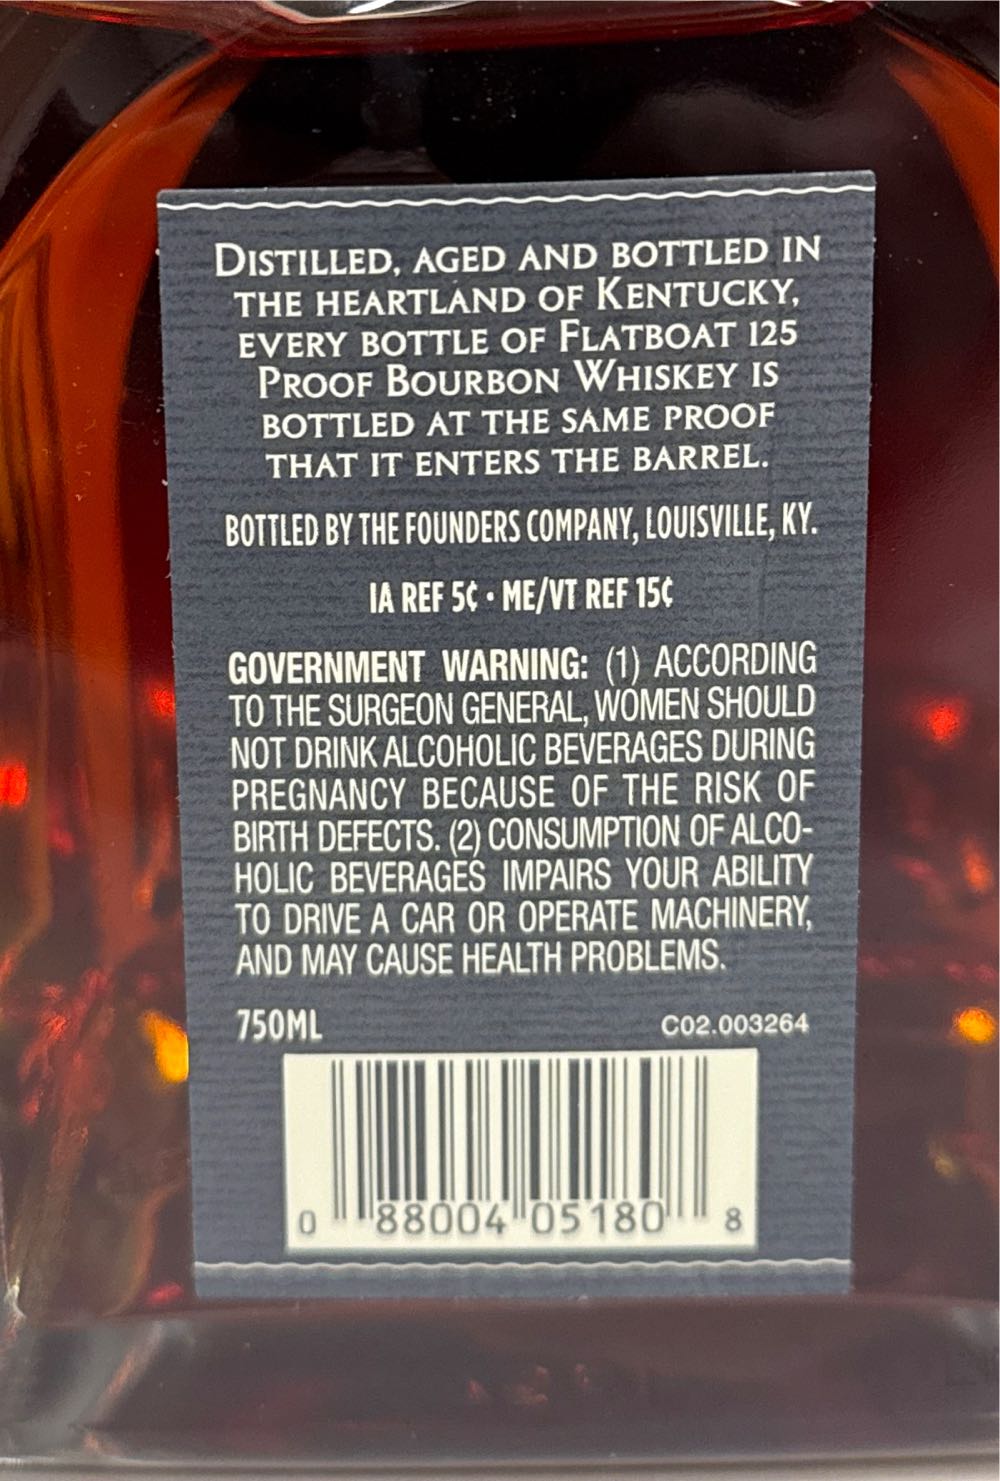 DISTILLED, AGED AND BOTTLED IN
THE HEARTLAND OF KENTUCKY,
EVERY BOTTLE OF FLATBOAT 125
PROOF BOURBON WHISKEY IS
BOTTLED AT THE SAME PROOF
THAT IT ENTERS THE BARREL.
BOTTLED BY THE FOUNDERS COMPANY, LOUISVILLE, KY.
IA REF 5¢ • ME/VT REF 15¢
GOVERNMENT WARNING: (1) ACCORDING
TO THE SURGEON GENERAL, WOMEN SHOULD
NOT DRINK ALCOHOLIC BEVERAGES DURING
PREGNANCY BECAUSE OF THE RISK OF
BIRTH DEFECTS. (2) CONSUMPTION OF ALCO-
HOLIC BEVERAGES IMPAIRS YOUR ABILITY
TO DRIVE A CAR OR OPERATE MACHINERY,
AND MAY CAUSE HEALTH PROBLEMS.
750ML C02.003264
0 88004 05180 8